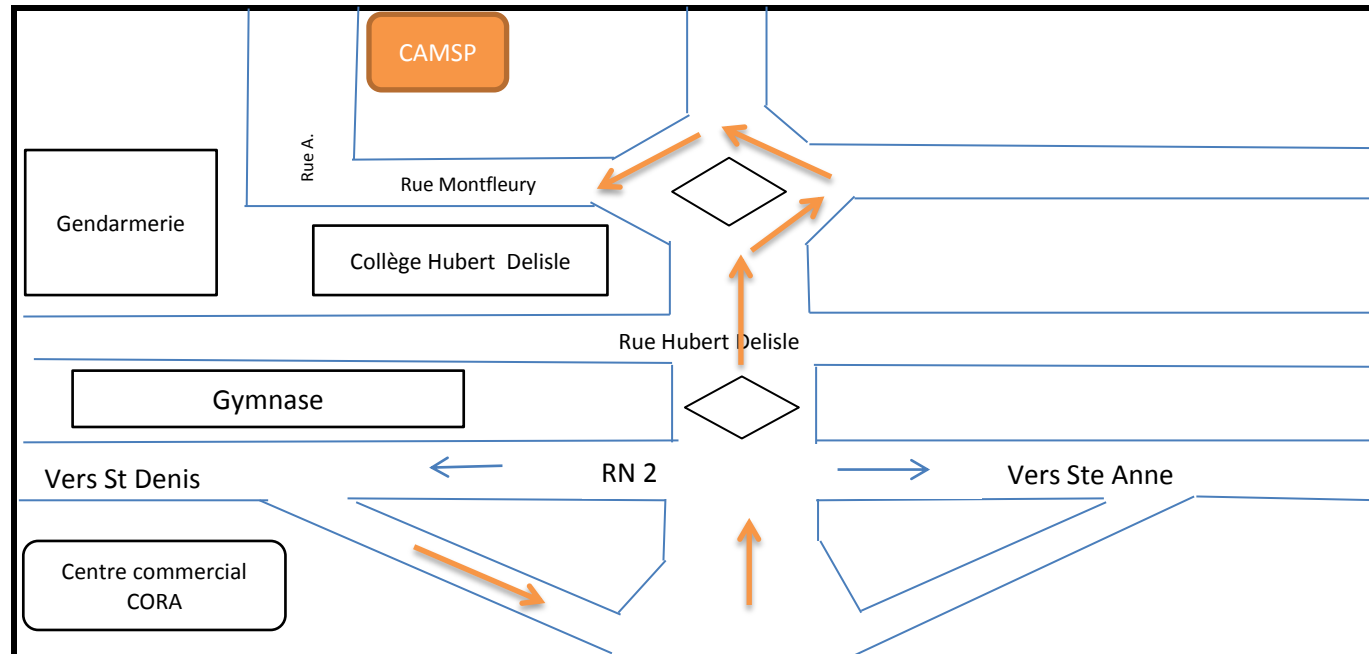 CAMSP
Rue A.
Rue Montfleury
Gendarmerie
Collège Hubert Delisle
Rue Hubert Delisle
Gymnase
Vers St Denis
RN 2
Vers Ste Anne
Centre commercial
CORA